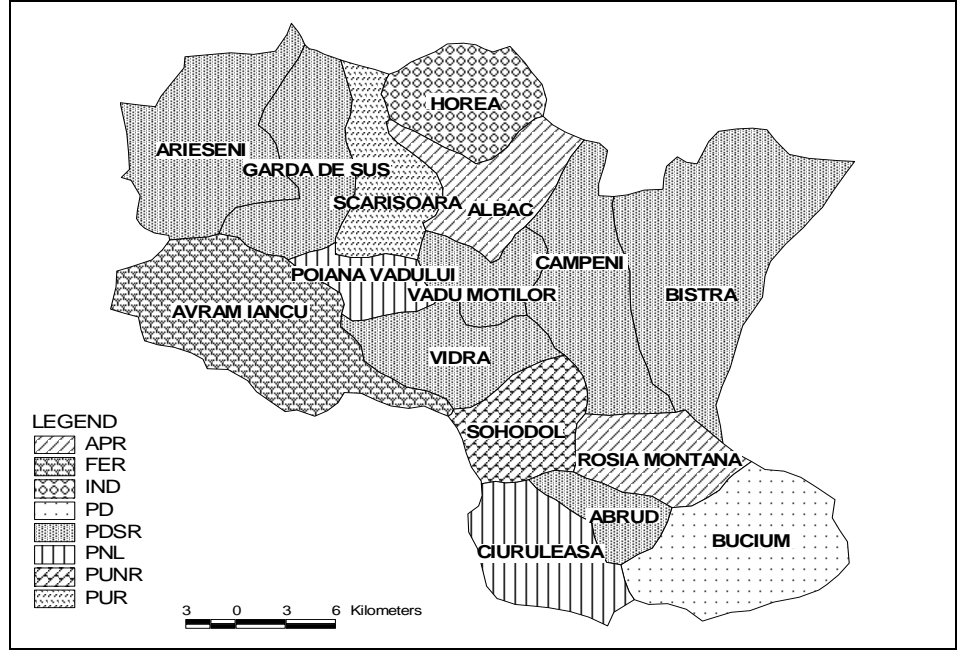 HOREA
ARIESENI
GARDA DE SUS
SCARISOARA
ALBAC
CAMPENI
POIANA VADULUI
VADU MOTILOR
BISTRA
AVRAM IANCU
VIDRA
SOHODOL
ROSIA MONTANA
ABRUD
BUCIUM
CIURULEASA
LEGEND
APR
FER
IND
PD
PDSR
PNL
PUNR
PUR
3 0 3 6 Kilometers